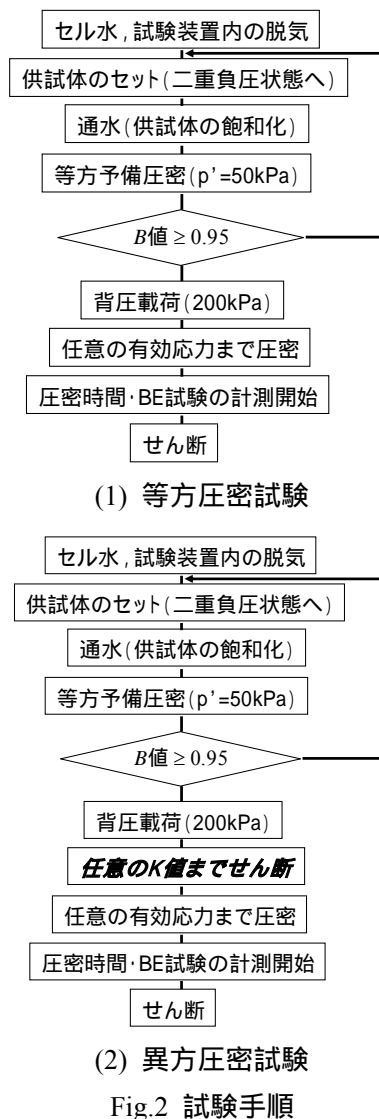 セル水,試験装置内の脱気
供試体のセット(二重負圧状態へ)
通水(供試体の飽和化)
等方予備圧密(p'=50kPa)
B値 ≥ 0.95
背圧載荷(200kPa)
任意の有効応力まで圧密
圧密時間・BE試験の計測開始
せん断
(1) 等方圧密試験
セル水,試験装置内の脱気
供試体のセット(二重負圧状態へ)
通水(供試体の飽和化)
等方予備圧密(p'=50kPa)
B値 ≥ 0.95
背圧載荷(200kPa)
任意のK値までせん断
任意の有効応力まで圧密
圧密時間・BE試験の計測開始
せん断
(2) 異方圧密試験
Fig.2 試験手順